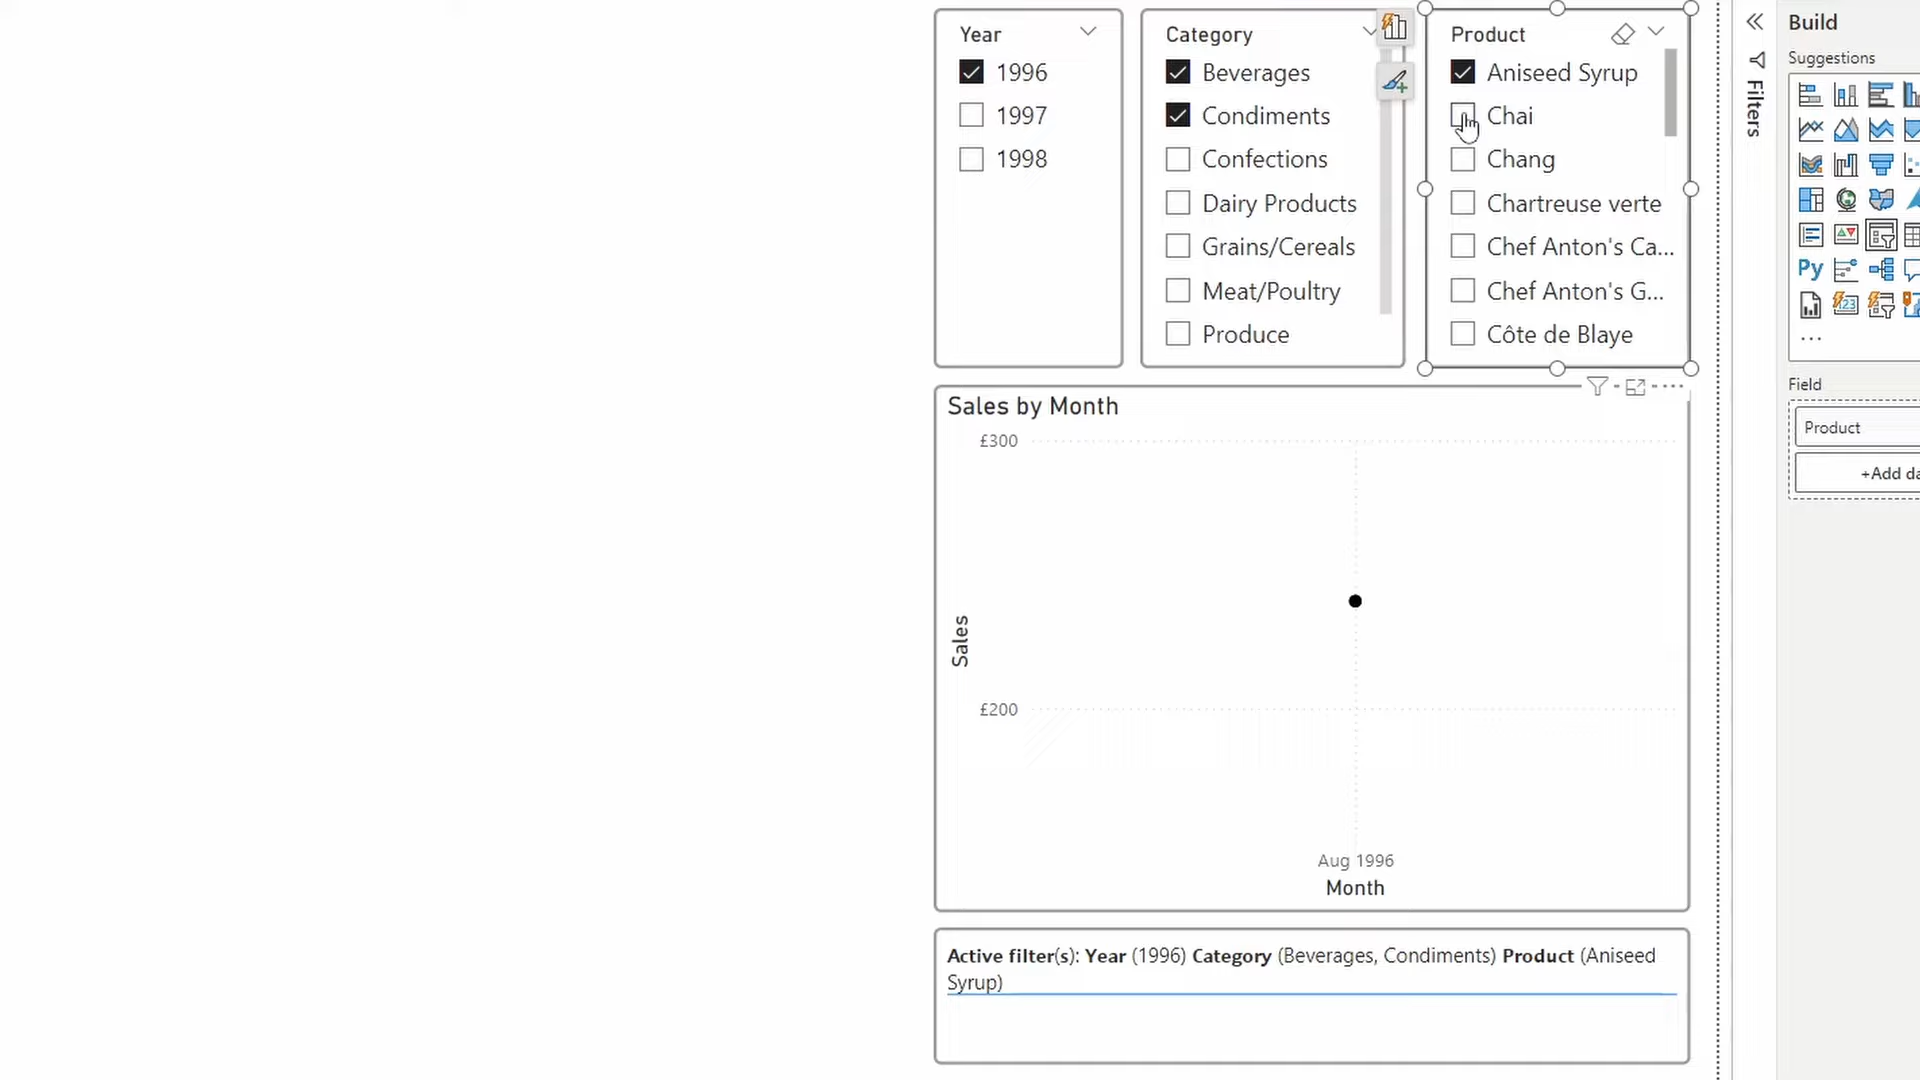 Year
1996
1997
1998
Category
Beverages
Condiments
Confections
Dairy Products
Grains/Cereals
Meat/Poultry
Produce
Product
Aniseed Syrup
Chai
Chang
Chartreuse verte
Chef Anton's Ca...
Chef Anton's G...
Côte de Blaye
Sales by Month
£300
Sales
£200
Aug 1996
Month
Active filter(s): Year (1996) Category (Beverages, Condiments) Product (Aniseed
Syrup)
Filters
Build
Suggestions
Py
123
...
Field
Product
+Add da